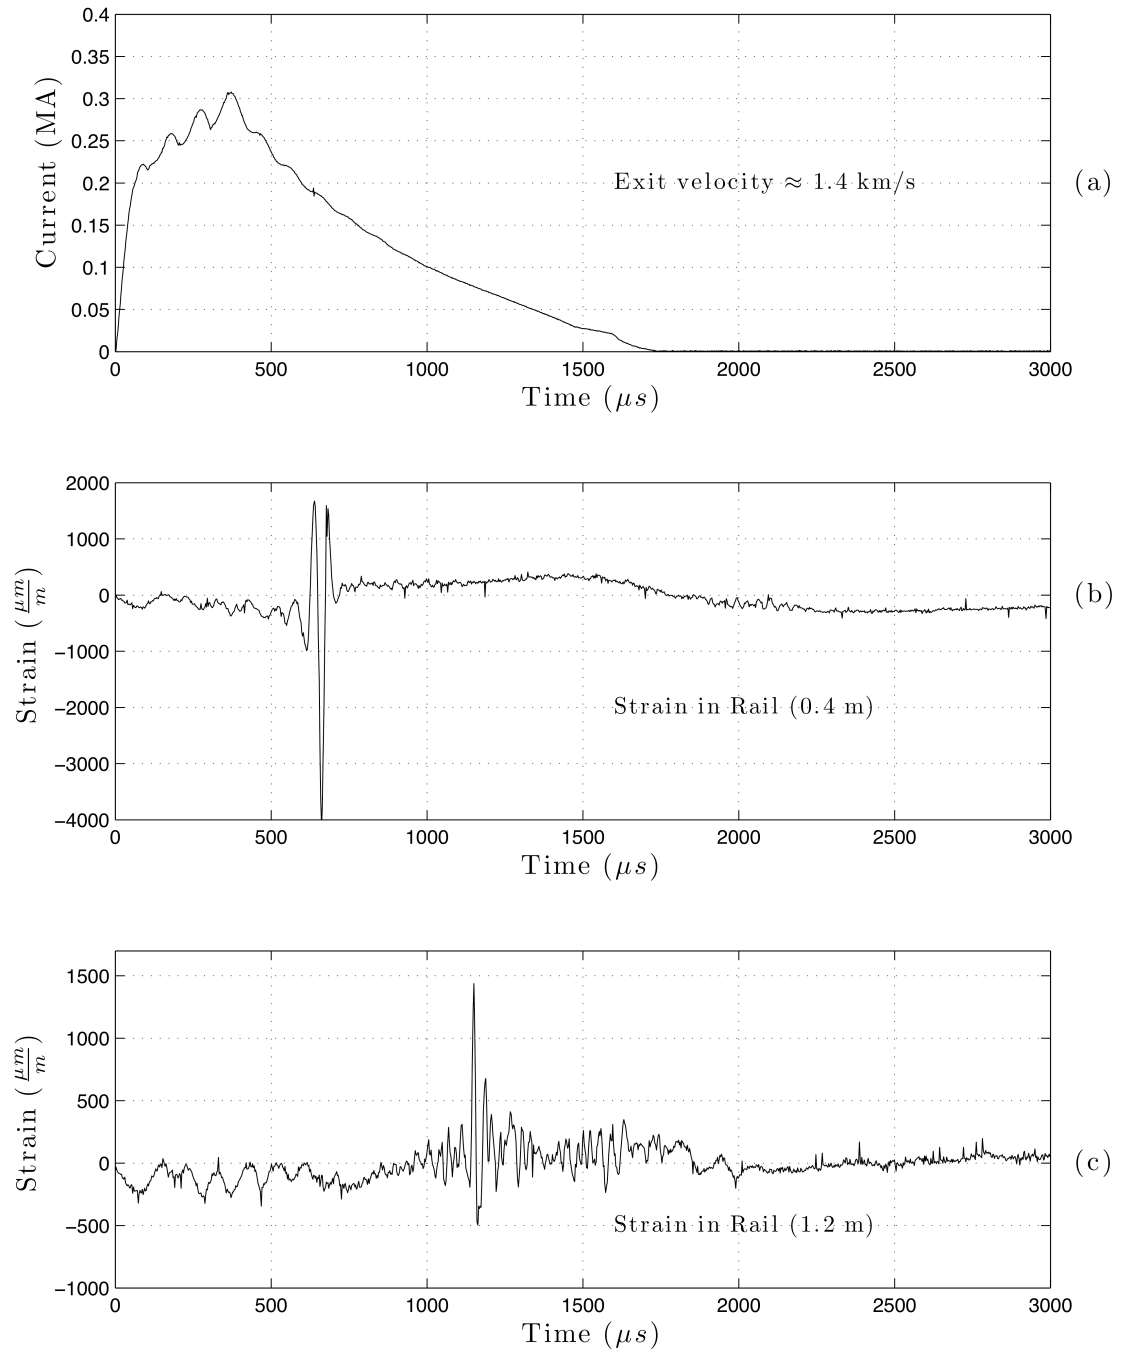 0.4
0.35
0.3
0.25
0.2
0.15
0.1
0.05
0
Current (MA)
Exit velocity ≈ 1.4 km/s
(a)
0 500 1000 1500 2000 2500 3000
Time (μs)
2000
1000
0
−1000
−2000
−3000
−4000
Strain (μm/m)
Strain in Rail (0.4 m)
(b)
0 500 1000 1500 2000 2500 3000
Time (μs)
1500
1000
500
0
−500
−1000
Strain (μm/m)
Strain in Rail (1.2 m)
(c)
0 500 1000 1500 2000 2500 3000
Time (μs)